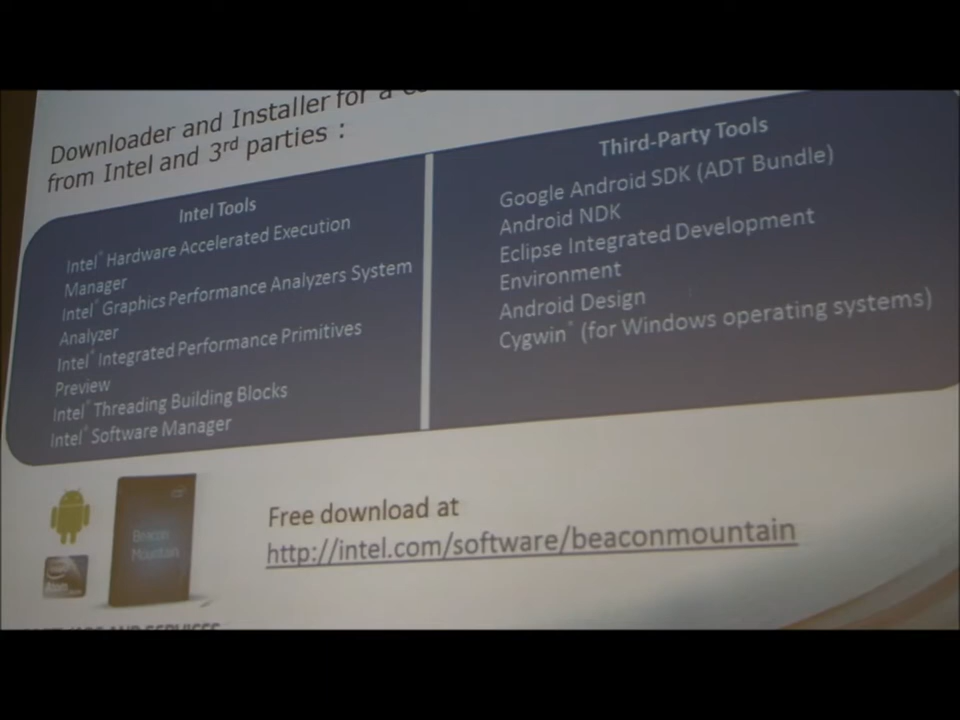 Downloader and Installer for a
from Intel and 3rd parties :
Intel Tools
Intel® Hardware Accelerated Execution
Manager
Intel® Graphics Performance Analyzers System
Analyzer
Intel® Integrated Performance Primitives
Preview
Intel® Threading Building Blocks
Intel® Software Manager
Third-Party Tools
Google Android SDK (ADT Bundle)
Android NDK
Eclipse Integrated Development
Environment
Android Design
Cygwin® (for Windows operating systems)
Beacon
Mountain
Atom
Free download at
http://intel.com/software/beaconmountain
AND SERVICES